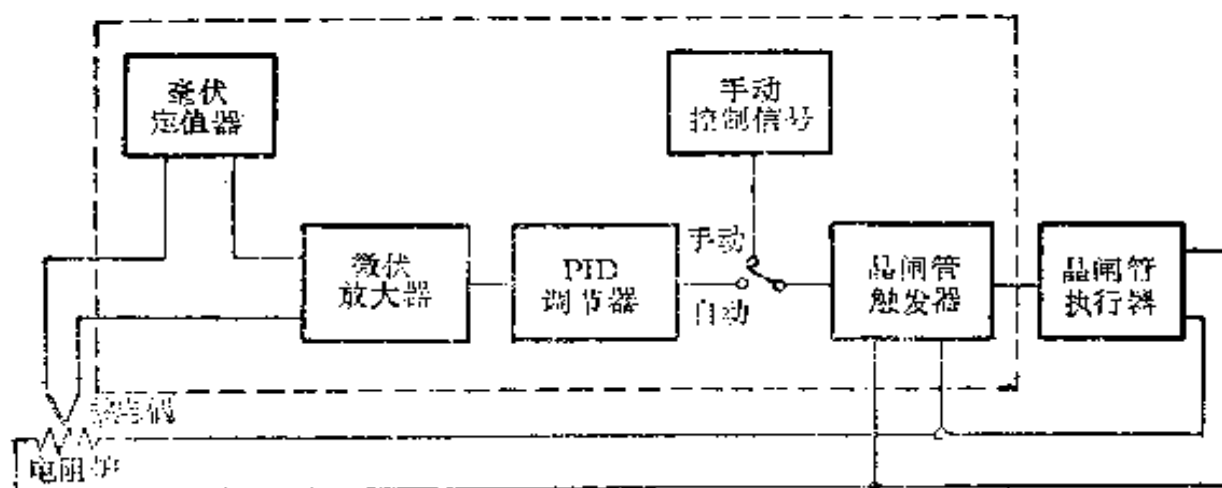 毫伏
定值器
手动
控制信号
微伏
放大器
PID
调节器
手动
自动
晶闸管
触发器
晶闸管
执行器
热电偶
电阻炉